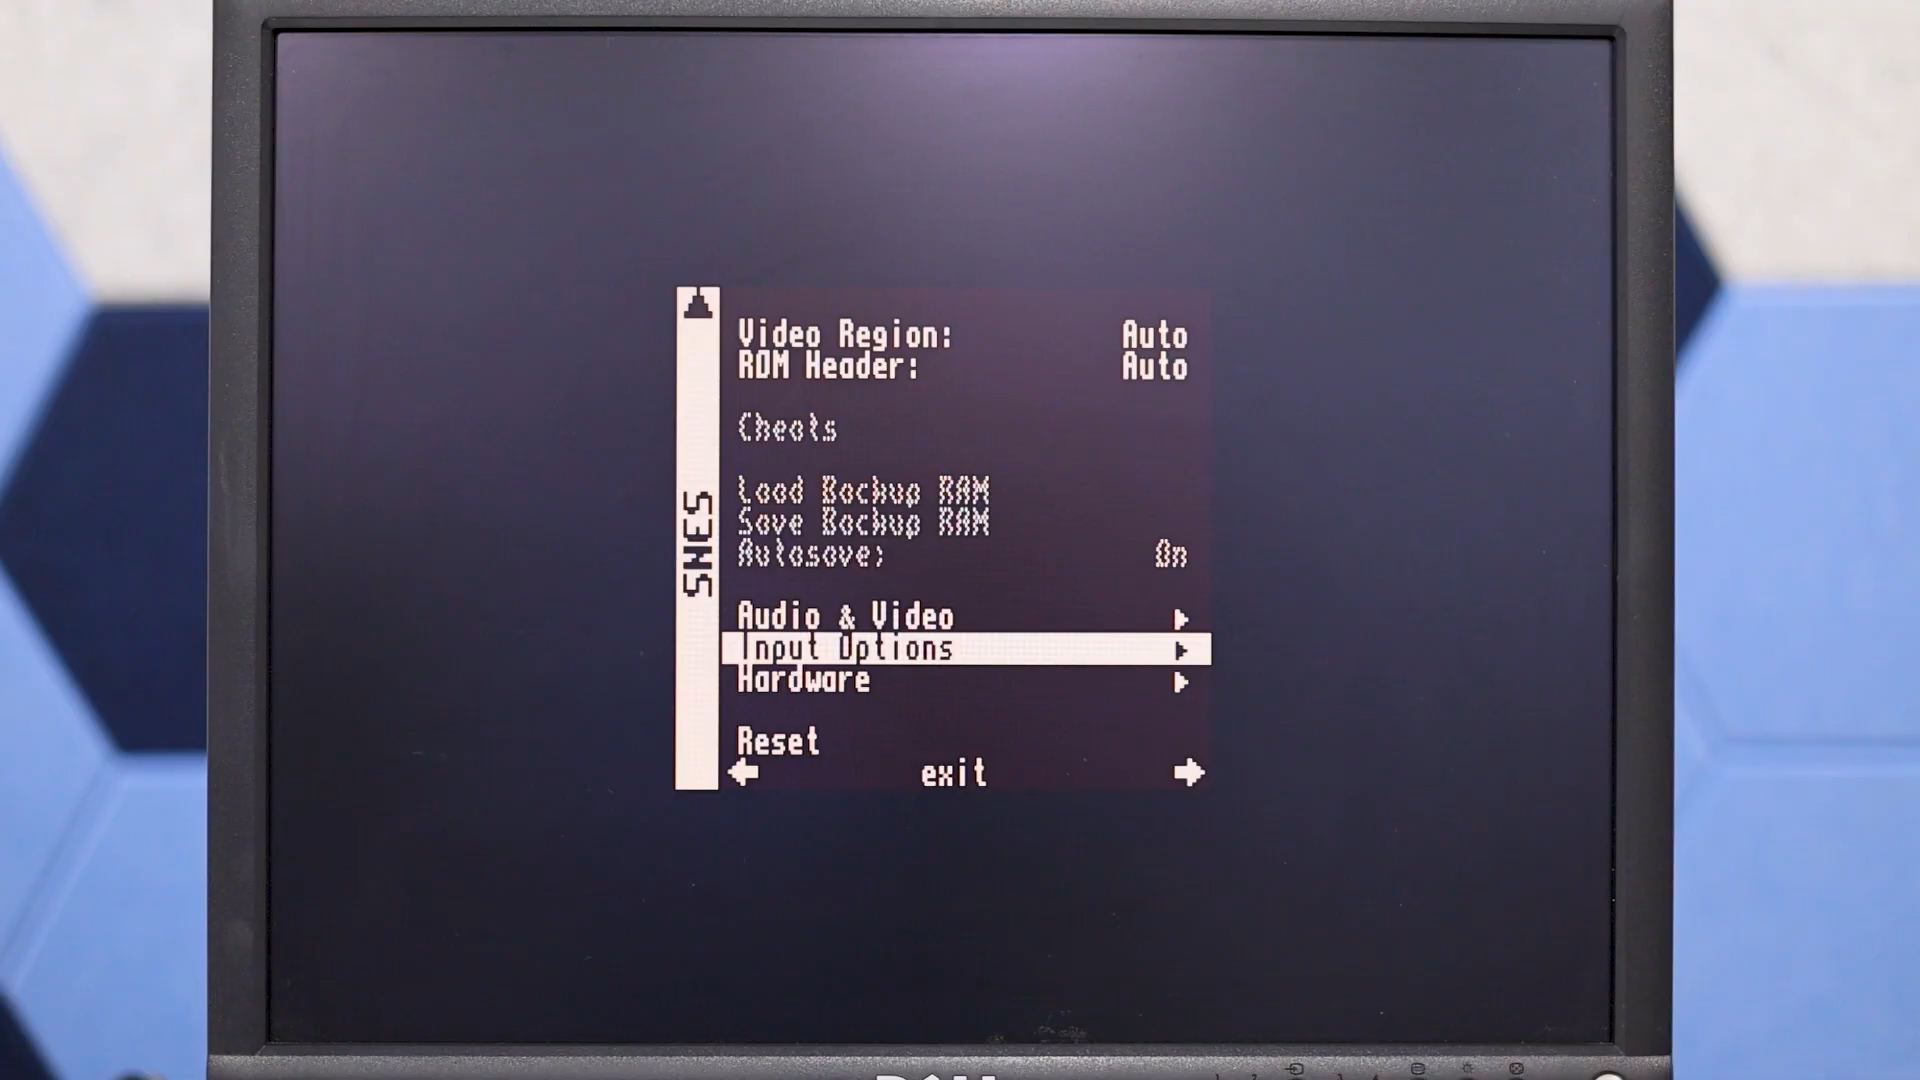 SNES
Video Region: Auto
ROM Header: Auto
Cheats
Load Backup RAM
Save Backup RAM
Autosave: On
Audio & Video
Input Options
Hardware
Reset
exit
DELL